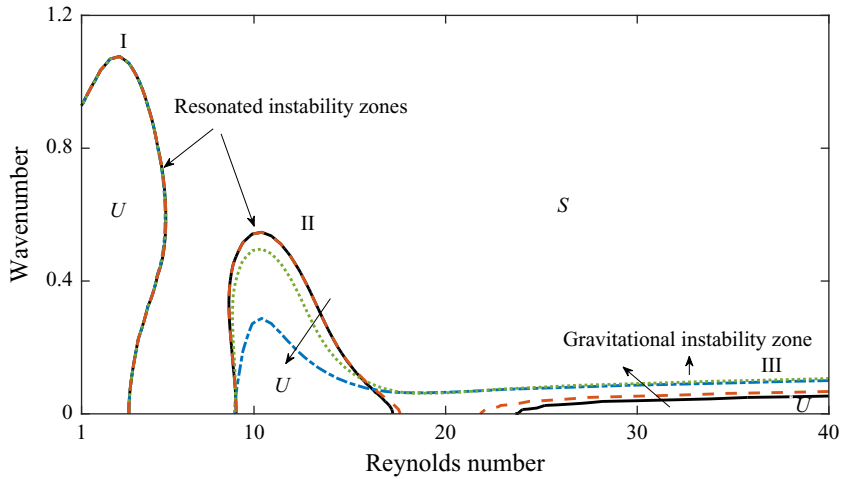 1.2
I
Resonated instability zones
0.8
Wavenumber
U
S
II
0.4
Gravitational instability zone
III
U
U
0
1
10
20
30
40
Reynolds number